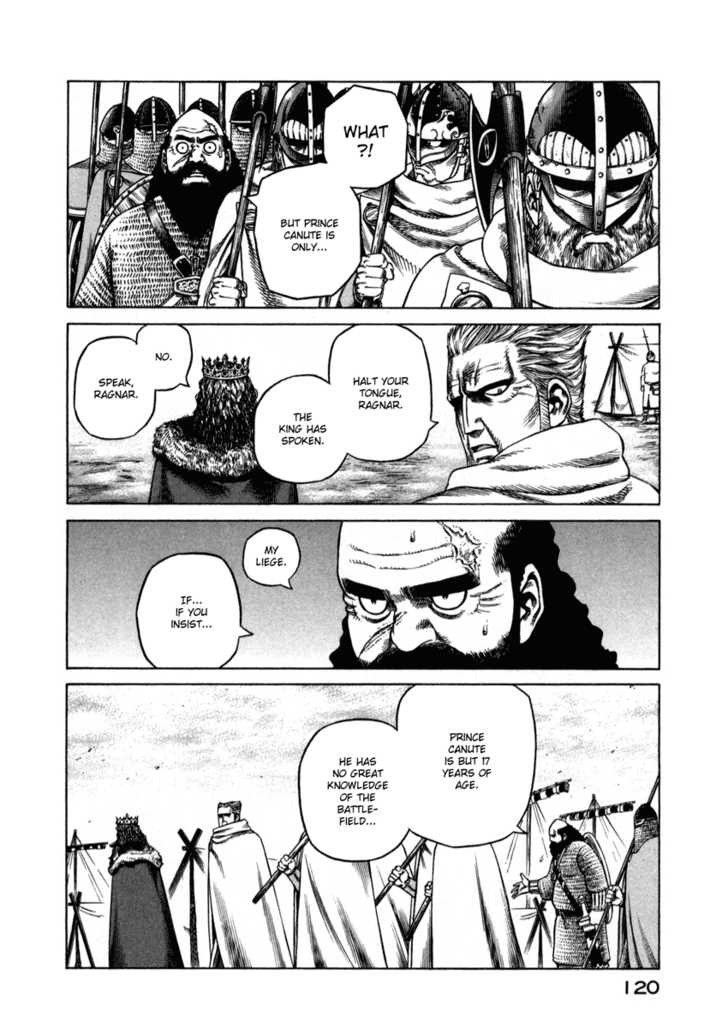 WHAT
?!
BUT PRINCE
CANUTE IS
ONLY...
HALT YOUR
TONGUE,
RAGNAR.
THE
KING HAS
SPOKEN.
NO.
SPEAK,
RAGNAR.
MY
LIEGE.
IF...
IF YOU
INSIST...
PRINCE
CANUTE
IS BUT 17
YEARS OF
AGE.
HE HAS
NO GREAT
KNOWLEDGE
OF THE
BATTLE-
FIELD...
120